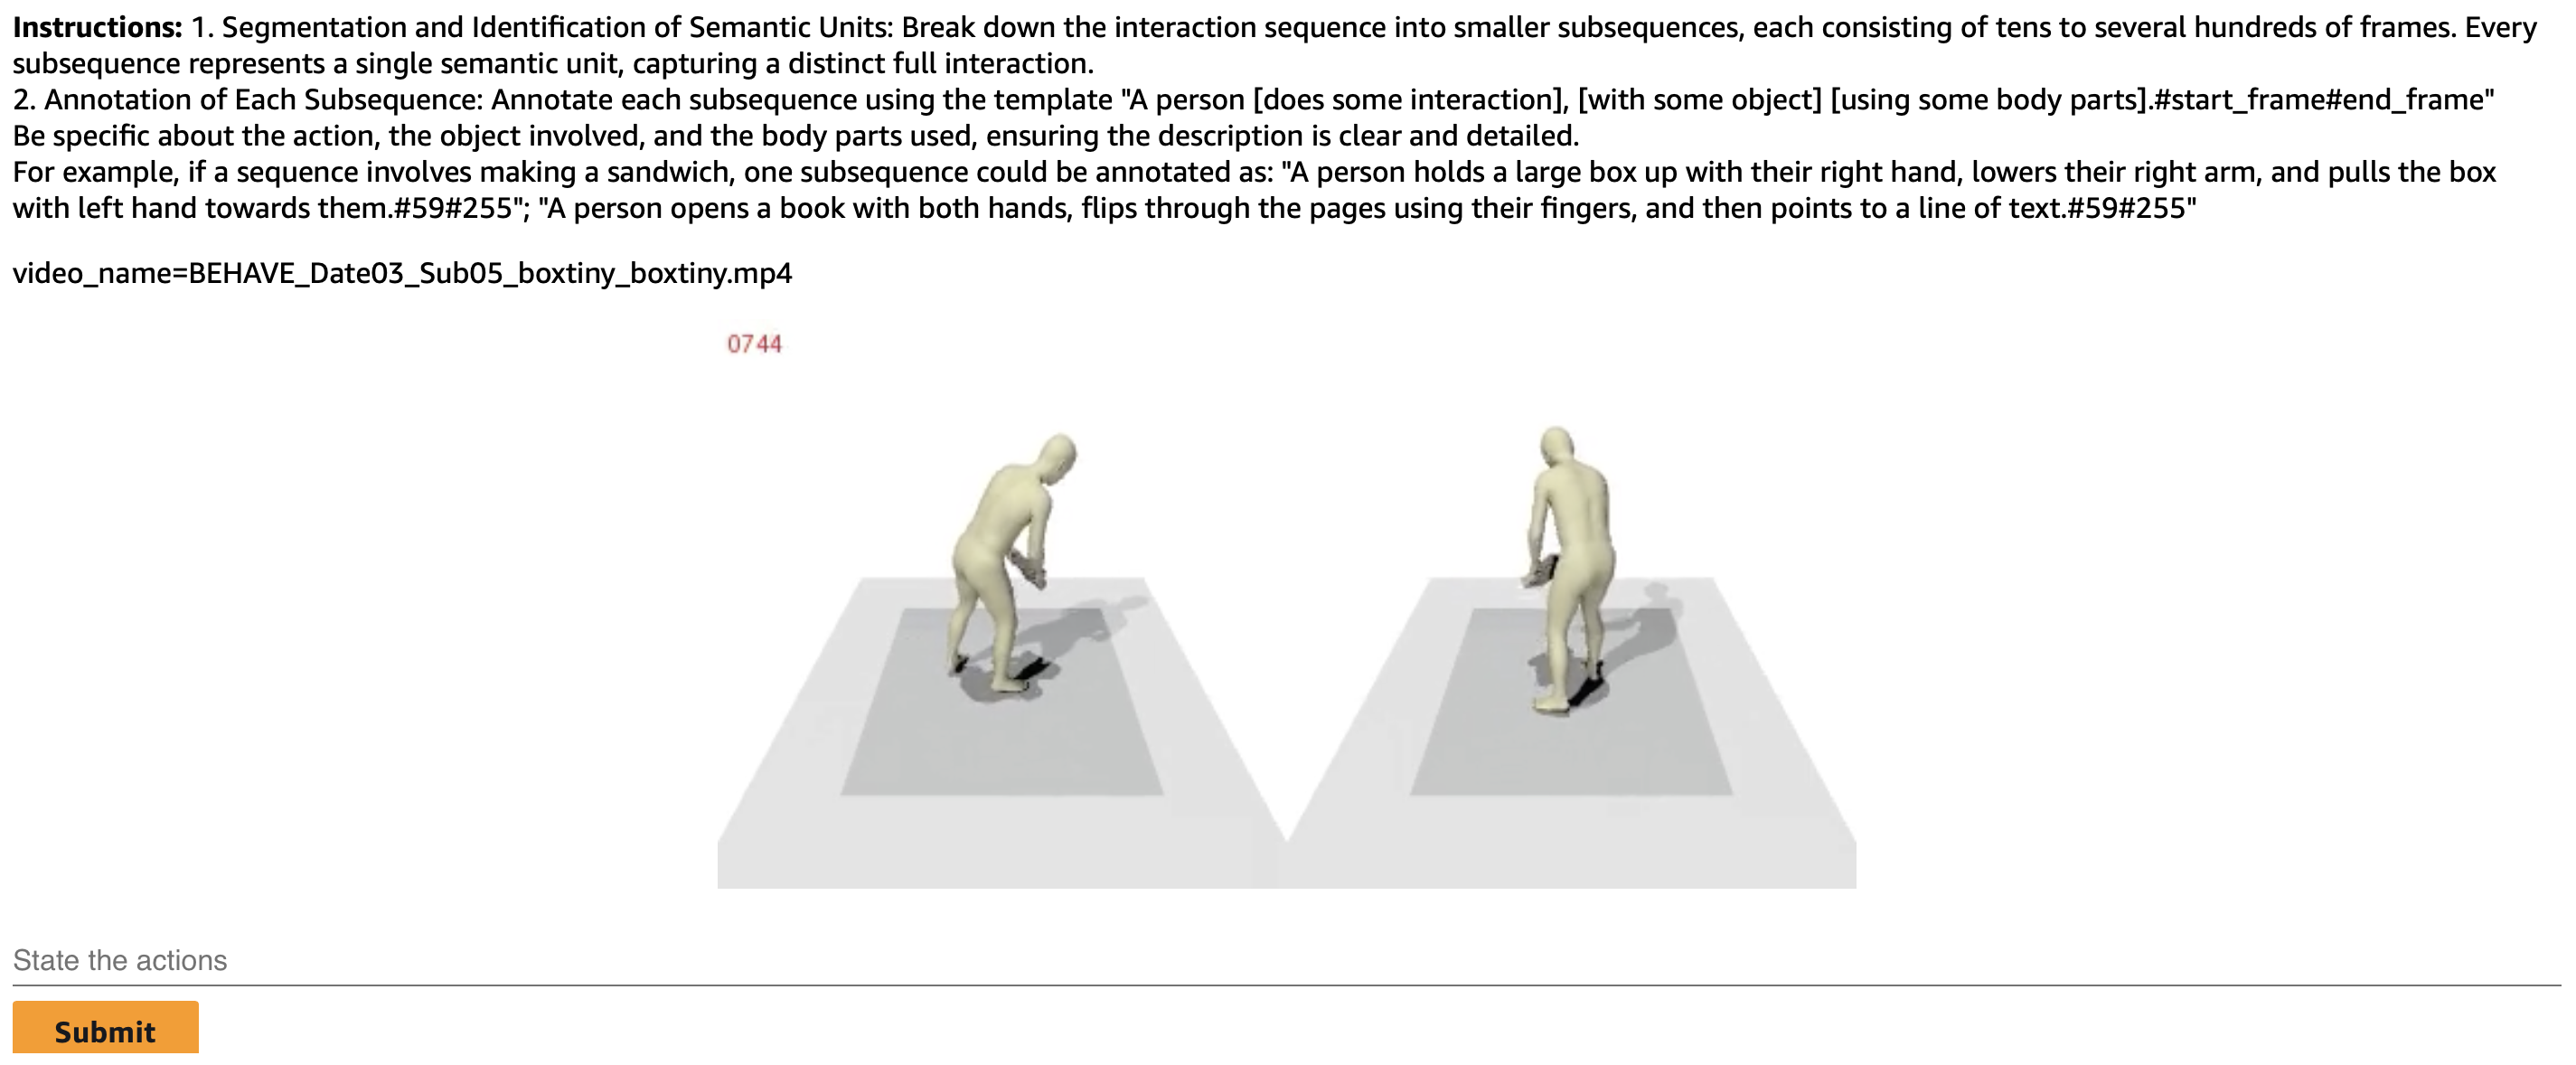 Instructions: 1. Segmentation and Identification of Semantic Units: Break down the interaction sequence into smaller subsequences, each consisting of tens to several hundreds of frames. Every
subsequence represents a single semantic unit, capturing a distinct full interaction.
2. Annotation of Each Subsequence: Annotate each subsequence using the template "A person [does some interaction], [with some object] [using some body parts].#start_frame#end_frame"
Be specific about the action, the object involved, and the body parts used, ensuring the description is clear and detailed.
For example, if a sequence involves making a sandwich, one subsequence could be annotated as: "A person holds a large box up with their right hand, lowers their right arm, and pulls the box
with left hand towards them.#59#255"; "A person opens a book with both hands, flips through the pages using their fingers, and then points to a line of text.#59#255"
video_name=BEHAVE_Date03_Sub05_boxtiny_boxtiny.mp4
0744
State the actions
Submit